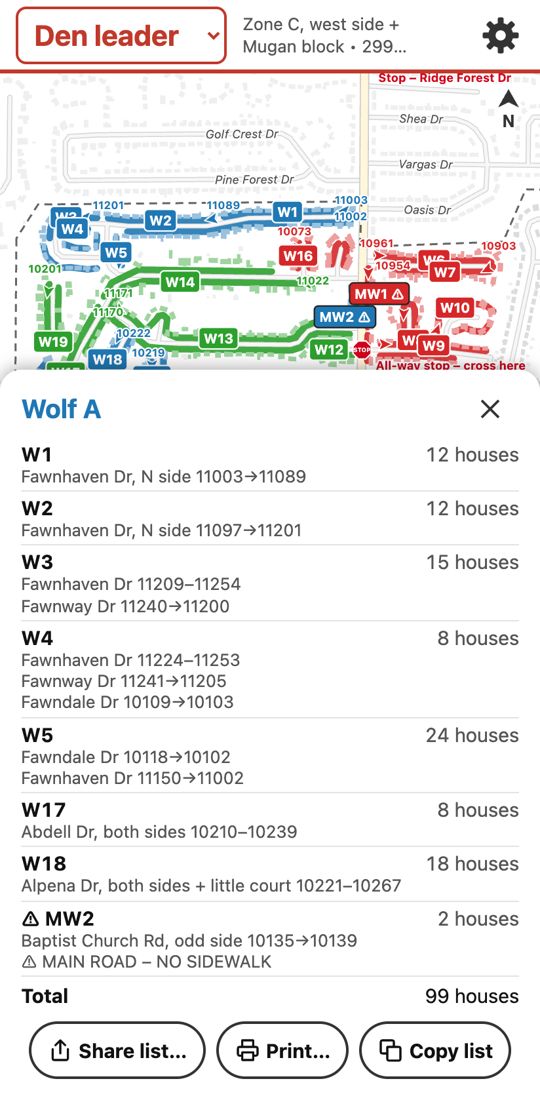 Den leader
Zone C, west side +
Mugan block • 299...
Stop – Ridge Forest Dr
N
Shea Dr
Golf Crest Dr
Vargas Dr
Pine Forest Dr
Oasis Dr
11201
11089
11003
11002
W4
W2
W1
10073
10961
10903
W5
W16
10954
W7
10201
W14
11022
11171
MW1 ⚠
11170
MW2 ⚠
W10
10222
W19
W13
W18
10219
W12
STOP
W9
All-way stop – cross here
Wolf A
W1
12 houses
Fawnhaven Dr, N side 11003→11089
W2
12 houses
Fawnhaven Dr, N side 11097→11201
W3
15 houses
Fawnhaven Dr 11209–11254
Fawnway Dr 11240→11200
W4
8 houses
Fawnhaven Dr 11224–11253
Fawnway Dr 11241→11205
Fawndale Dr 10109→10103
W5
24 houses
Fawndale Dr 10118→10102
Fawnhaven Dr 11150→11002
W17
8 houses
Abdell Dr, both sides 10210–10239
W18
18 houses
Alpena Dr, both sides + little court 10221–10267
⚠ MW2
2 houses
Baptist Church Rd, odd side 10135→10139
⚠ MAIN ROAD – NO SIDEWALK
Total
99 houses
Share list...
Print...
Copy list